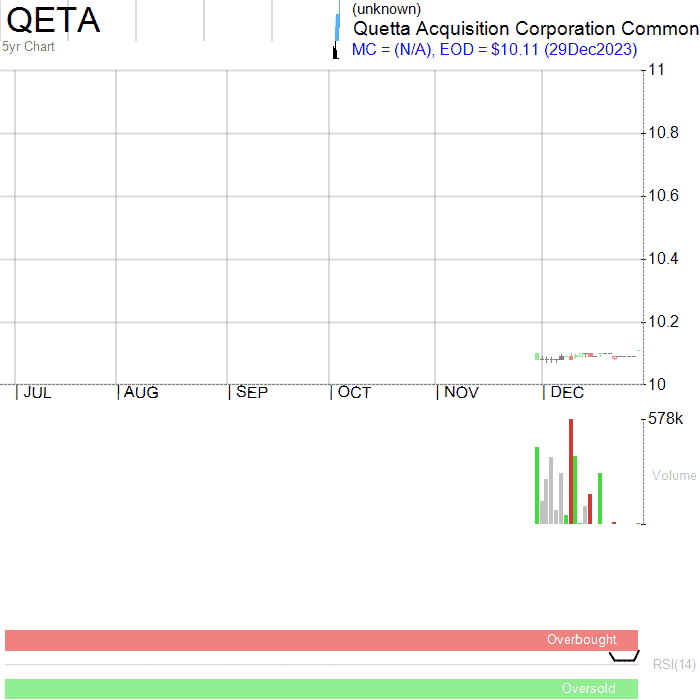 QETA
5yr Chart
(unknown)
Quetta Acquisition Corporation Common
MC = (N/A), EOD = $10.11 (29Dec2023)
11
10.8
10.6
10.4
10.2
10
JUL AUG SEP OCT NOV DEC
578k
Volume
Overbought
RSI(14)
Oversold